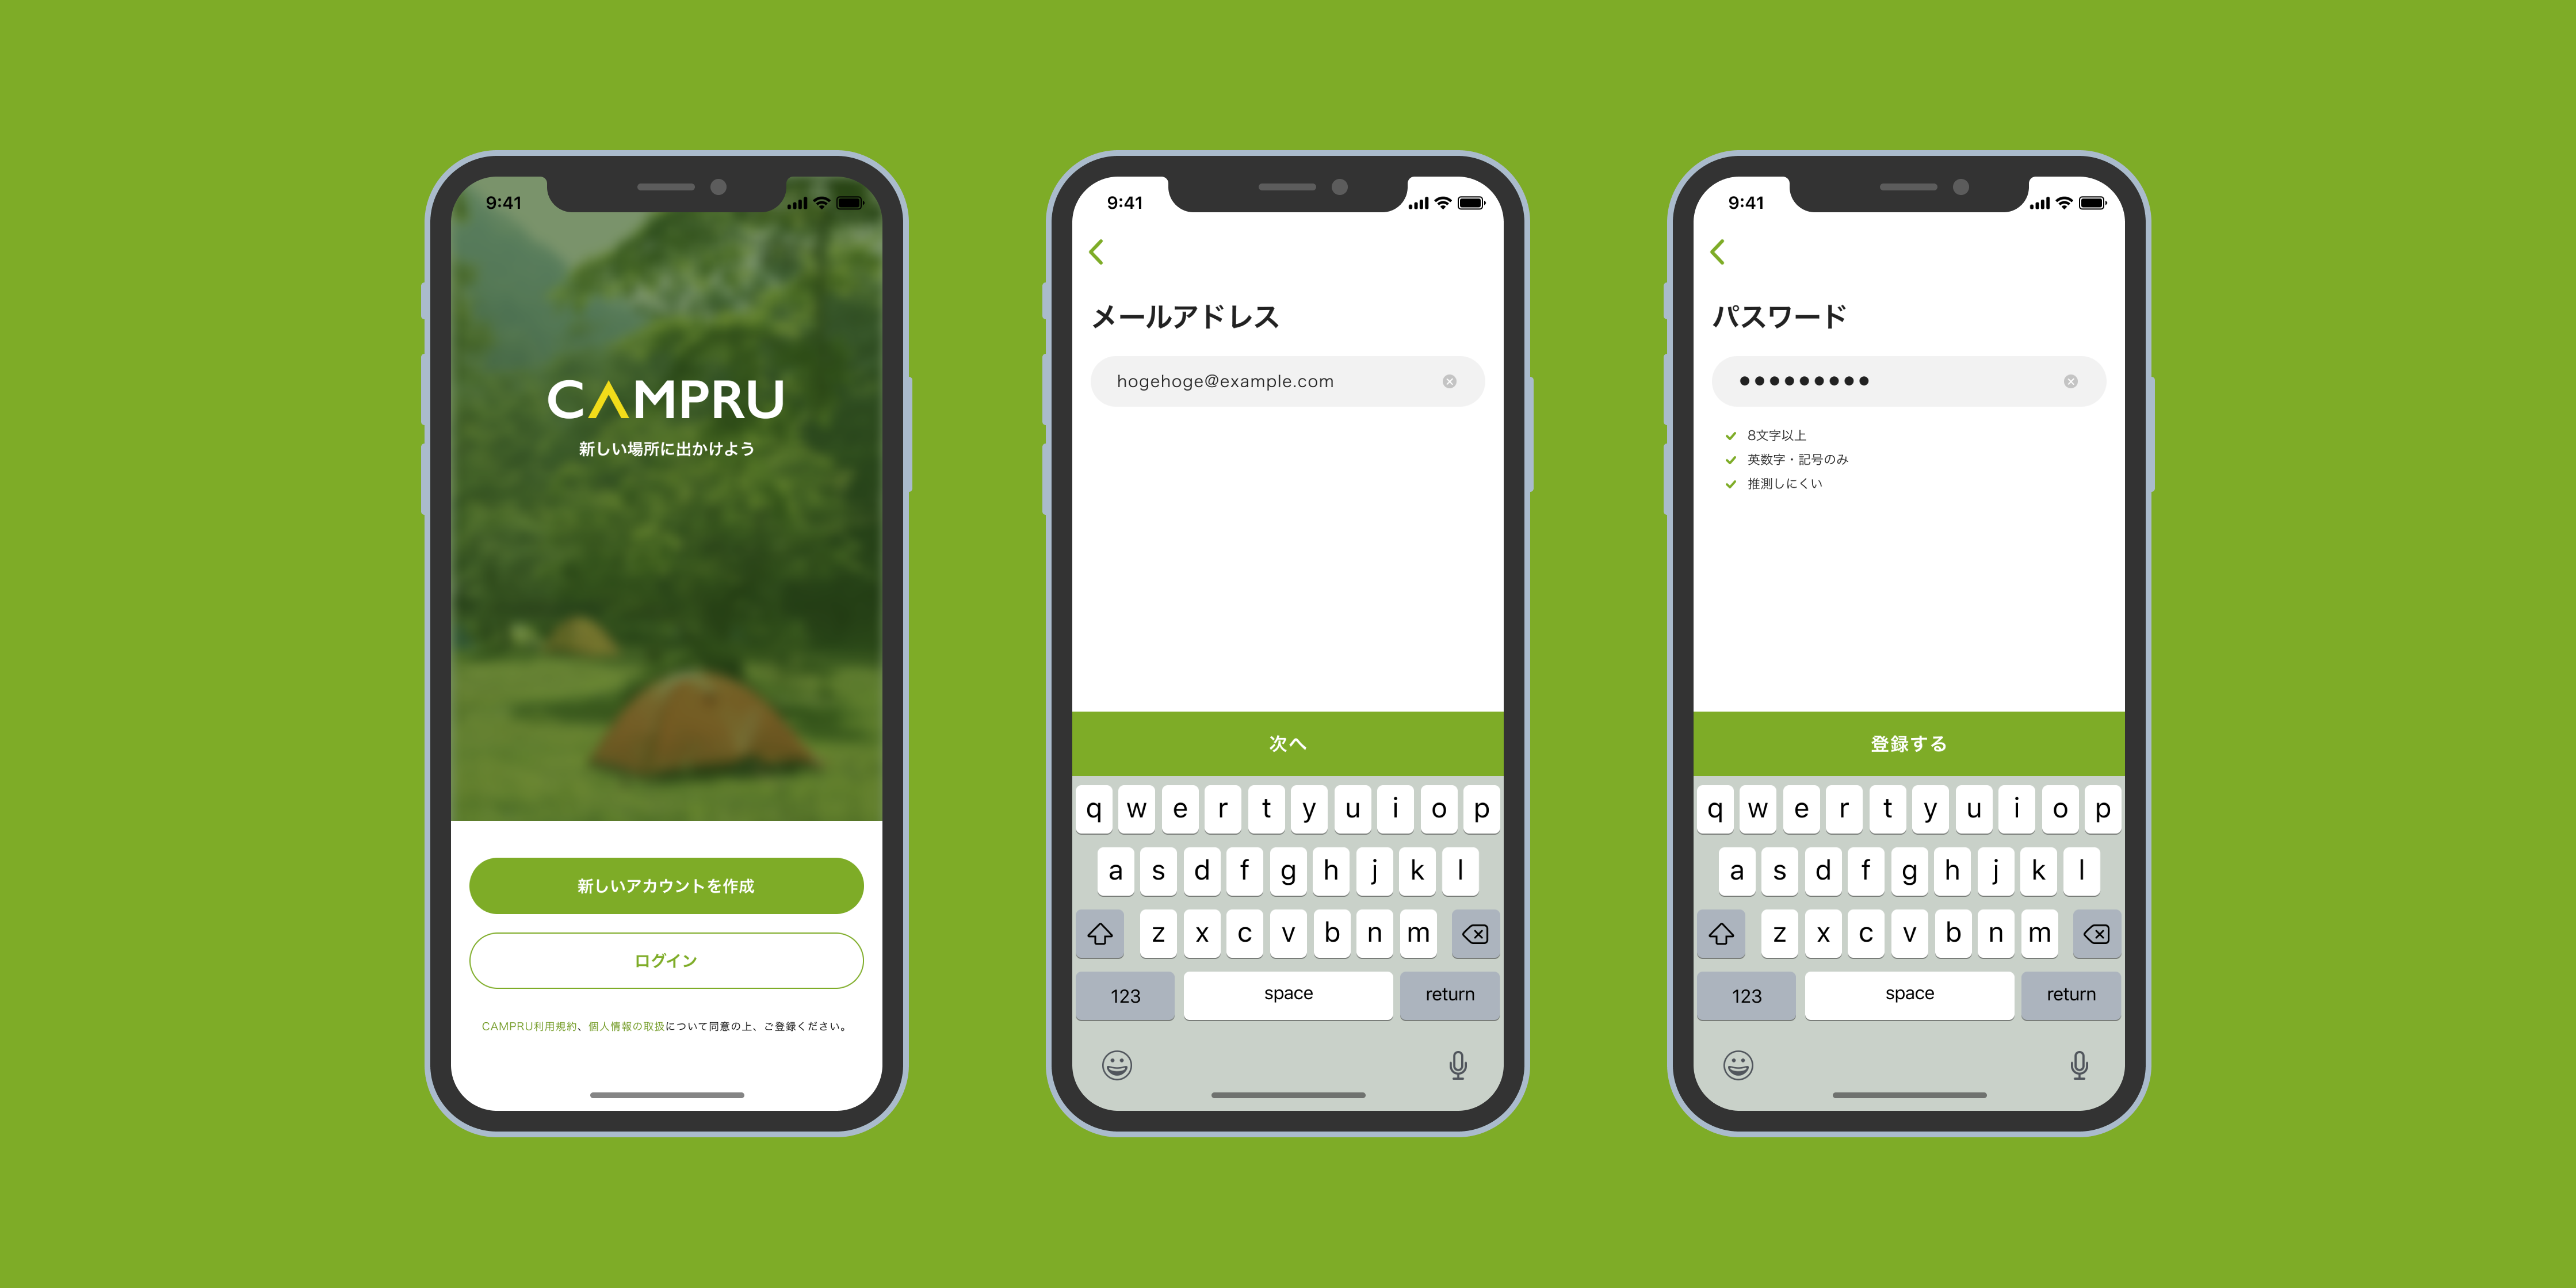 9:41
CAMPRU
新しい場所に出かけよう
新しいアカウントを作成
ログイン
CAMPRU利用規約、個人情報の取扱について同意の上、ご登録ください。
9:41
メールアドレス
hogehoge@example.com
次へ
q w e r t y u i o p
a s d f g h j k l
z x c v b n m
123 space return
9:41
パスワード
8文字以上
英数字・記号のみ
推測しにくい
登録する
q w e r t y u i o p
a s d f g h j k l
z x c v b n m
123 space return